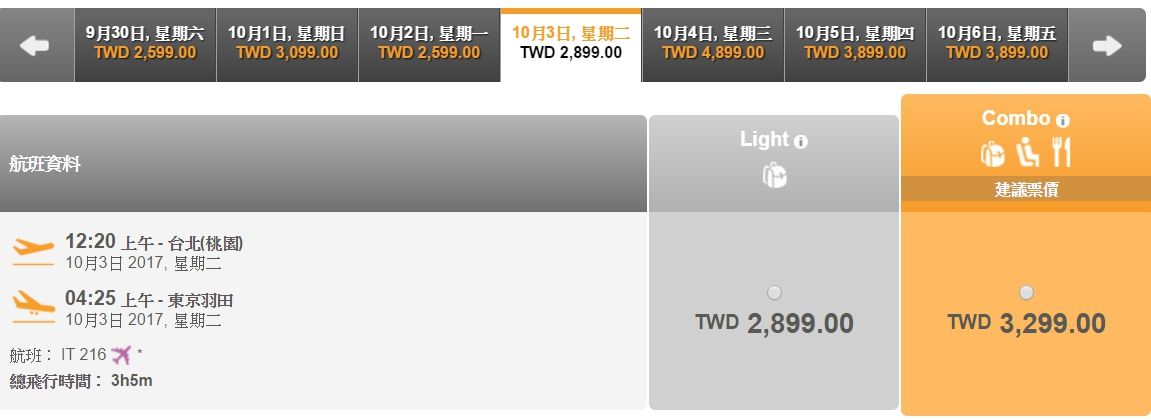 9月30日, 星期六
TWD 2,599.00
10月1日, 星期日
TWD 3,099.00
10月2日, 星期一
TWD 2,599.00
10月3日, 星期二
TWD 2,899.00
10月4日, 星期三
TWD 4,899.00
10月5日, 星期四
TWD 3,899.00
10月6日, 星期五
TWD 3,899.00
航班資料
Light i
Combo i
建議票價
12:20 上午 - 台北(桃園)
10月3日 2017, 星期二
04:25 上午 - 東京羽田
10月3日 2017, 星期二
航班： IT 216 *
總飛行時間： 3h5m
TWD 2,899.00
TWD 3,299.00